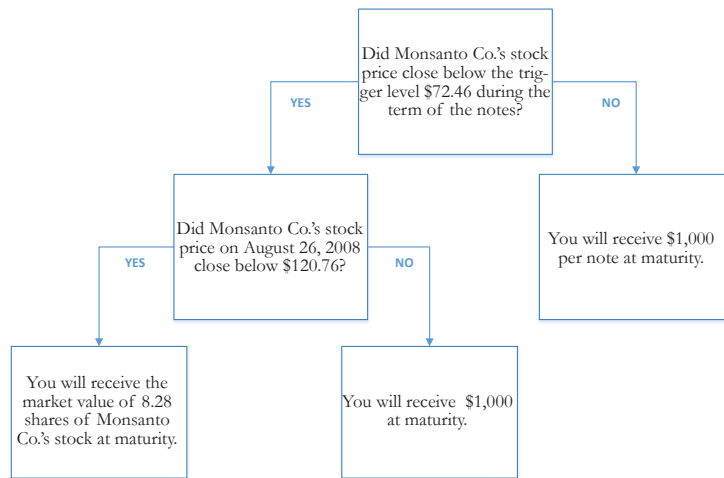 Did Monsanto Co.'s stock
price close below the trig-
ger level $72.46 during the
term of the notes?
YES
NO
Did Monsanto Co.'s stock
price on August 26, 2008
close below $120.76?
You will receive $1,000
per note at maturity.
YES
NO
You will receive the
market value of 8.28
shares of Monsanto
Co.'s stock at maturity.
You will receive $1,000
at maturity.